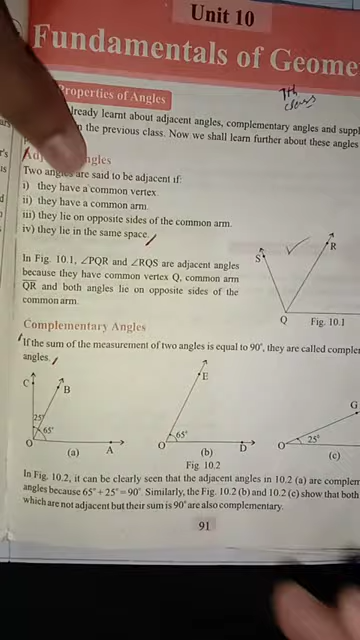 Unit 10
Fundamentals of Geome
7th
class
Properties of Angles
lready learnt about adjacent angles, complementary angles and suppl
n the previous class. Now we shall learn further about these angles
Adj ngles
Two angles are said to be adjacent if:
i) they have a common vertex.
ii) they have a common arm.
iii) they lie on opposite sides of the common arm.
iv) they lie in the same space.
In Fig. 10.1, ∠PQR and ∠RQS are adjacent angles
because they have common vertex Q, common arm
QR and both angles lie on opposite sides of the
common arm.
S
R
Q
Fig. 10.1
Complementary Angles
If the sum of the measurement of two angles is equal to 90°, they are called comple
angles.
C
B
25°
65°
O
A
(a)
E
65°
O
D
(b)
G
25°
O
(c)
Fig 10.2
In Fig. 10.2, it can be clearly seen that the adjacent angles in 10.2 (a) are complem
angles because 65° + 25° = 90°. Similarly, the Fig. 10.2 (b) and 10.2 (c) show that both
which are not adjacent but their sum is 90° are also complementary.
91